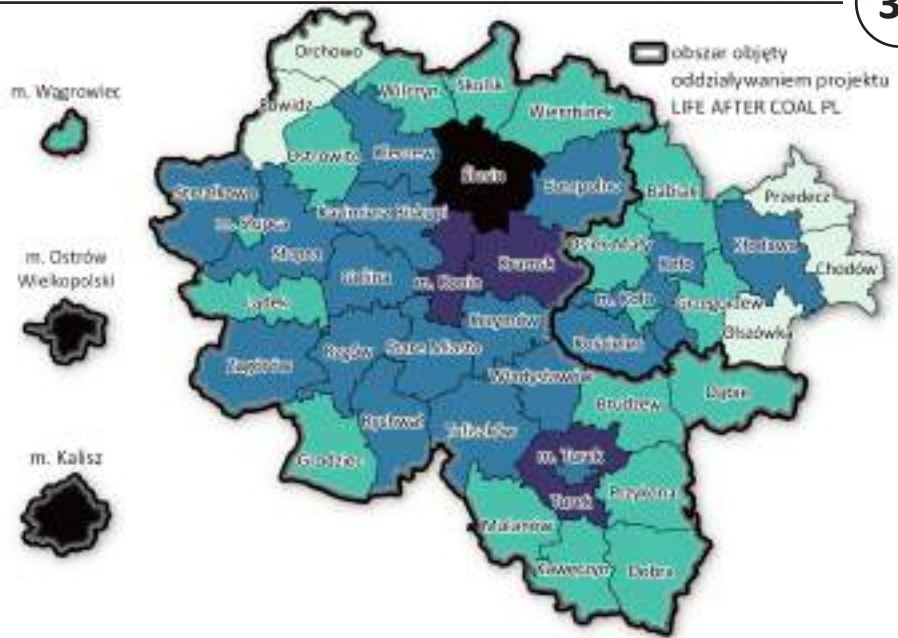 3
Orchowo
obszar objęty
oddziaływaniem projektu
LIFE AFTER COAL PL
m. Wągrowiec
Wilczyn
Skulsk
Wierzbinek
Powidz
Ostrowite
Kleczew
Ślesin
Sompolno
Babiak
Przedecz
Strzałkowo
m. Słupca
Kazimierz Biskupi
Osiek Mały
Kłodawa
Chodów
Słupca
Golina
m. Konin
Kramsk
Koło
m. Koło
Grzegorzew
Olszówka
m. Ostrów
Wielkopolski
Lądek
Krzymów
Kościelec
Zagórów
Rzgów
Stare Miasto
Władysławów
Brudzew
Dąbie
Rychwał
Tuliszków
Grodziec
m. Turek
Turek
Przykona
m. Kalisz
Malanów
Kawęczyn
Dobra